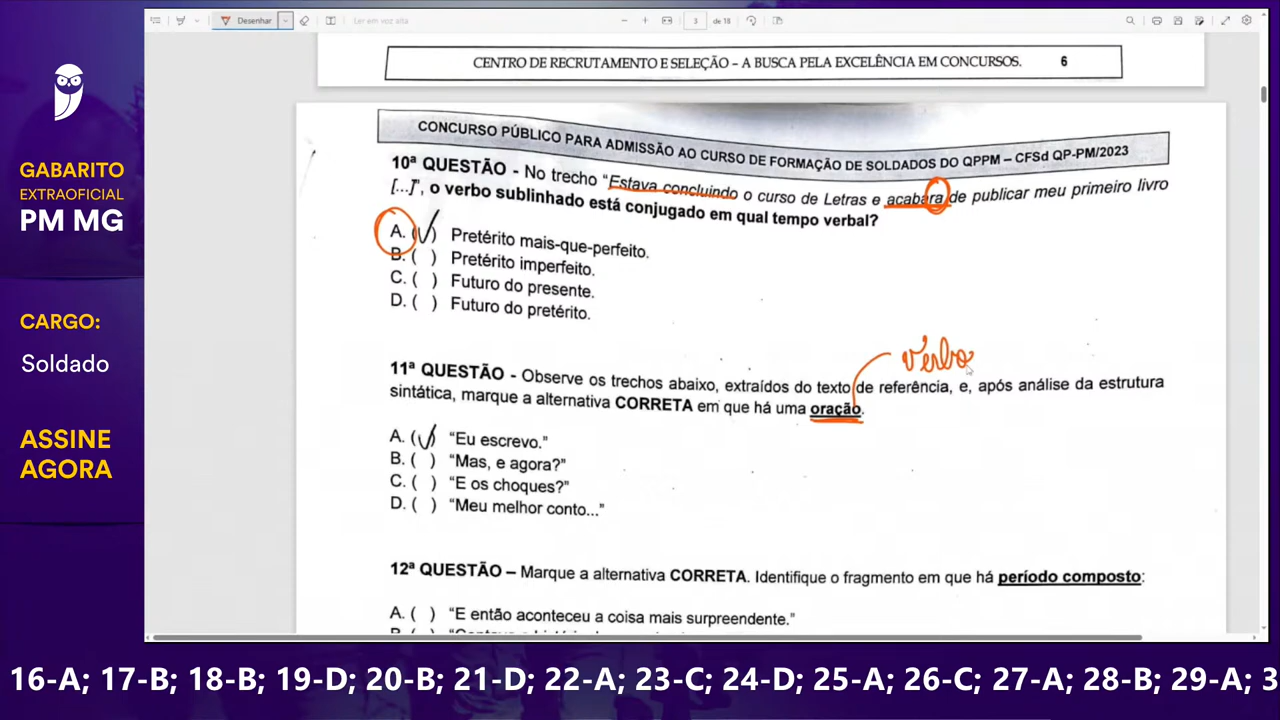 Desenhar
Ler em voz alta
3
de 18
GABARITO
EXTRAOFICIAL
PM MG
CARGO:
Soldado
ASSINE
AGORA
CENTRO DE RECRUTAMENTO E SELEÇÃO – A BUSCA PELA EXCELÊNCIA EM CONCURSOS. 6
CONCURSO PÚBLICO PARA ADMISSÃO AO CURSO DE FORMAÇÃO DE SOLDADOS DO QPPM – CFSd QP-PM/2023
10ª QUESTÃO - No trecho “Estava concluindo o curso de Letras e acabara de publicar meu primeiro livro
[...]”, o verbo sublinhado está conjugado em qual tempo verbal?
A. ( ) Pretérito mais-que-perfeito.
B. ( ) Pretérito imperfeito.
C. ( ) Futuro do presente.
D. ( ) Futuro do pretérito.
verbo
11ª QUESTÃO - Observe os trechos abaixo, extraídos do texto de referência, e, após análise da estrutura
sintática, marque a alternativa CORRETA em que há uma oração.
A. ( ) “Eu escrevo.”
B. ( ) “Mas, e agora?”
C. ( ) “E os choques?”
D. ( ) “Meu melhor conto...”
12ª QUESTÃO – Marque a alternativa CORRETA. Identifique o fragmento em que há período composto:
A. ( ) “E então aconteceu a coisa mais surpreendente.”
16-A; 17-B; 18-B; 19-D; 20-B; 21-D; 22-A; 23-C; 24-D; 25-A; 26-C; 27-A; 28-B; 29-A; 3